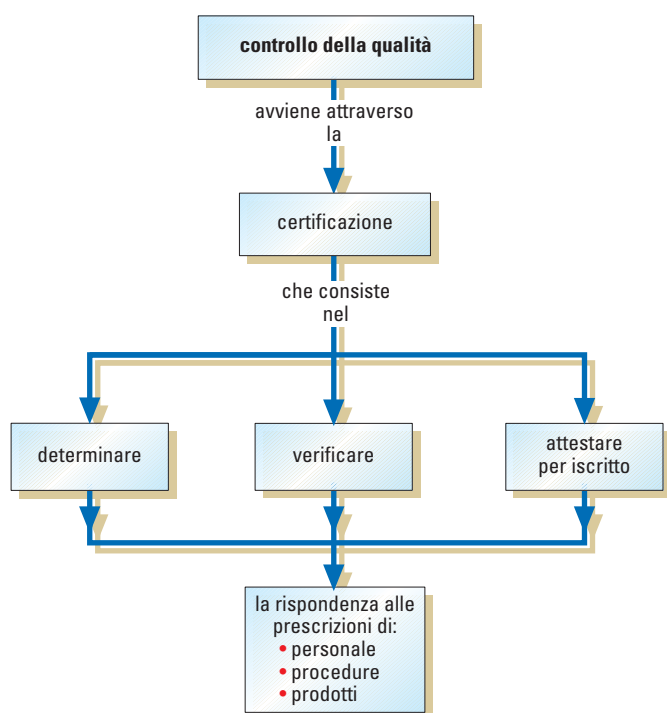 controllo della qualità
avviene attraverso
la
certificazione
che consiste
nel
determinare
verificare
attestare
per iscritto
la rispondenza alle
prescrizioni di:
• personale
• procedure
• prodotti